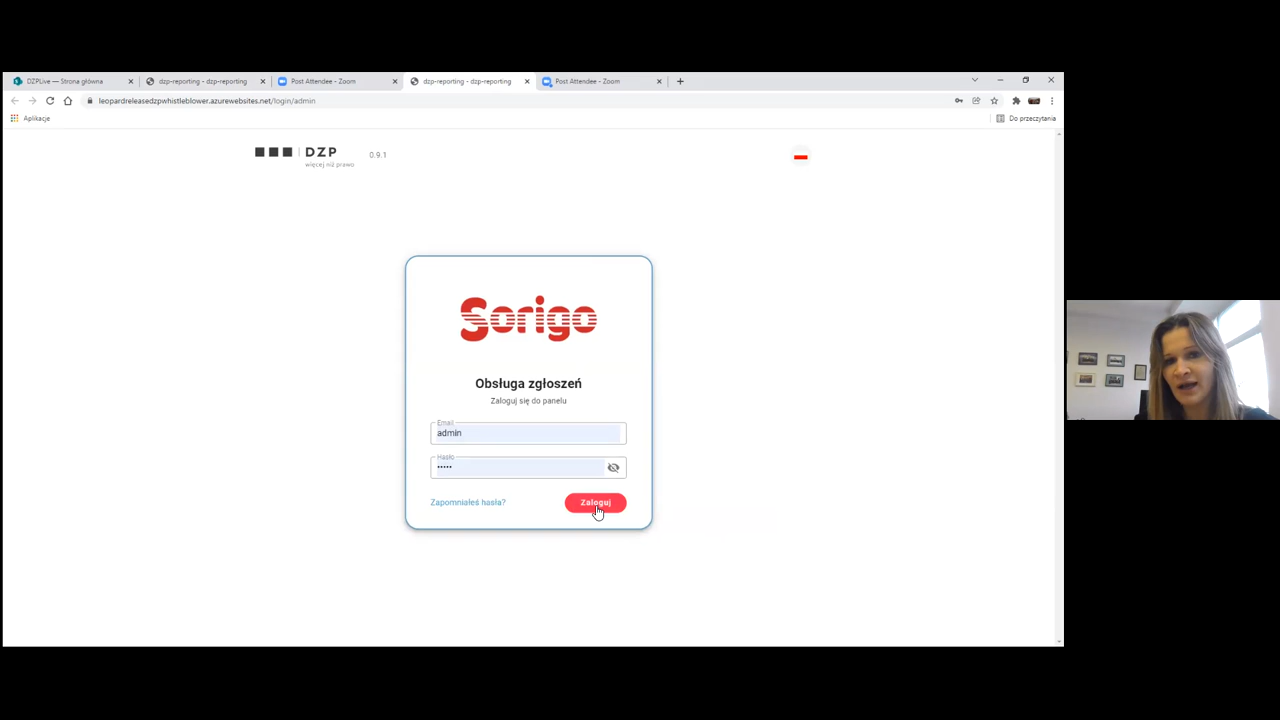 DZPLive — Strona główna
dzp-reporting - dzp-reporting
Post Attendee - Zoom
dzp-reporting - dzp-reporting
Post Attendee - Zoom
leopardreleasedzpwhistleblower.azurewebsites.net/login/admin
Aplikacje
Do przeczytania
DZP
więcej niż prawo
0.9.1
Sorigo
Obsługa zgłoszeń
Zaloguj się do panelu
Email
admin
Hasło
•••••
Zapomniałeś hasła?
Zaloguj